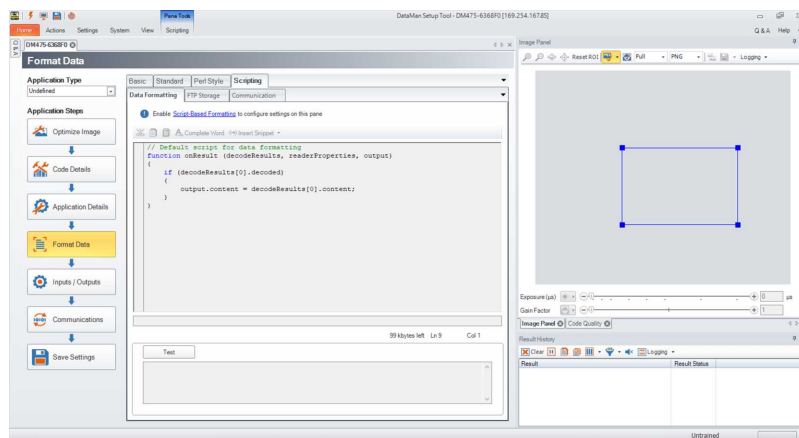 Pane Tools
DataMan Setup Tool - DM475-6368F0 [169.254.167.85]
Home Actions Settings System View Scripting
Q & A Help
Q & A
DM475-6368F0
Format Data
Application Type
Undefined
Application Steps
Optimize Image
Code Details
Application Details
Format Data
Inputs / Outputs
Communications
Save Settings
Basic Standard Perl Style Scripting
Data Formatting FTP Storage Communication
Enable Script-Based Formatting to configure settings on this pane
Complete Word Insert Snippet
// Default script for data formatting
function onResult (decodeResults, readerProperties, output)
{
if (decodeResults[0].decoded)
{
output.content = decodeResults[0].content;
}
}
99 kbytes left Ln 9 Col 1
Test
Image Panel
Reset ROI Full PNG Logging
Exposure (µs) 0 µs
Gain Factor 1
Image Panel Code Quality
Result History
Clear Logging
Result Result Status
Untrained